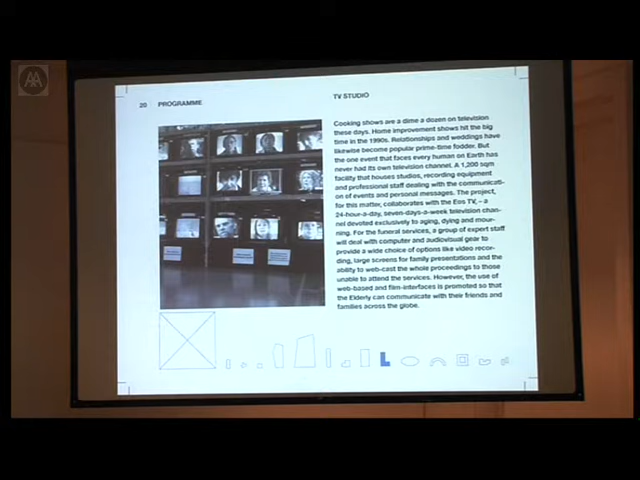 AA
20 PROGRAMME
TV STUDIO
Cooking shows are a dime a dozen on television
these days. Home improvement shows hit the big
time in the 1990s. Relationships and weddings have
likewise become popular prime-time fodder. But
the one event that faces every human on Earth has
never had its own television channel. A 1,200 sqm
facility that houses studios, recording equipment
and professional staff dealing with the communicati-
on of events and personal messages. The project,
for this matter, collaborates with the Eos TV, – a
24-hour-a-day, seven-days-a-week television chan-
nel devoted exclusively to aging, dying and mour-
ning. For the funeral services, a group of expert staff
will deal with computer and audiovisual gear to
provide a wide choice of options like video recor-
ding, large screens for family presentations and the
ability to web-cast the whole proceedings to those
unable to attend the services. However, the use of
web-based and film-interfaces is promoted so that
the Elderly can communicate with their friends and
families across the globe.